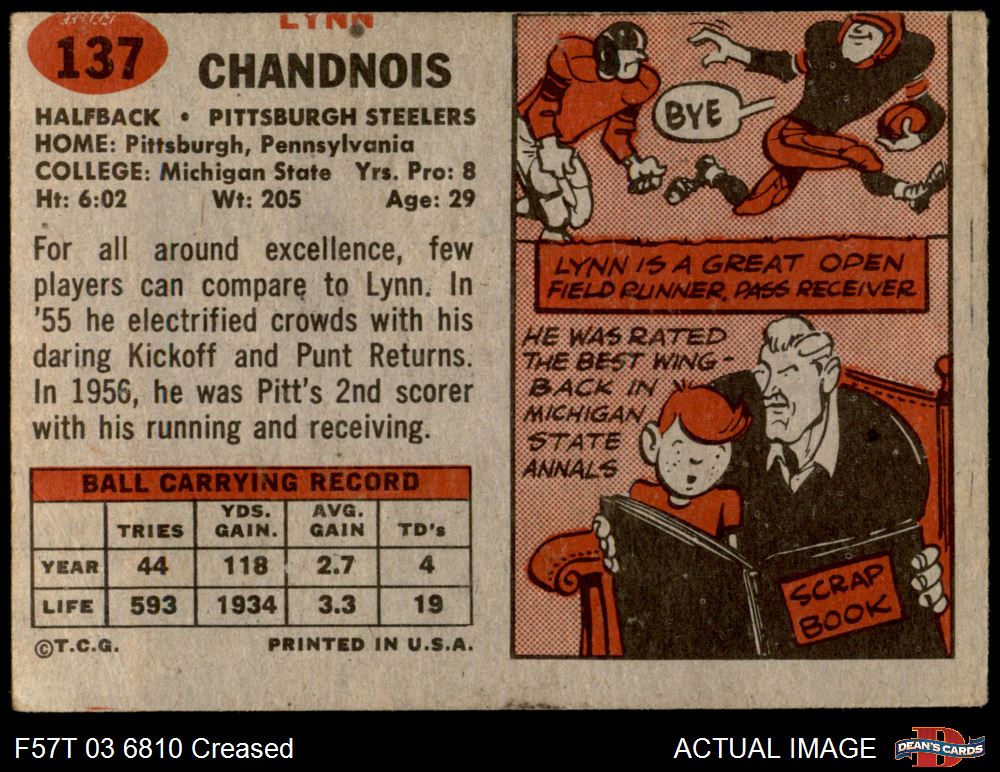 137
LYNN
CHANDNOIS
HALFBACK • PITTSBURGH STEELERS
HOME: Pittsburgh, Pennsylvania
COLLEGE: Michigan State Yrs. Pro: 8
Ht: 6:02 Wt: 205 Age: 29
For all around excellence, few
players can compare to Lynn. In
'55 he electrified crowds with his
daring Kickoff and Punt Returns.
In 1956, he was Pitt's 2nd scorer
with his running and receiving.
BALL CARRYING RECORD
TRIES YDS. GAIN. AVG. GAIN TD's
YEAR 44 118 2.7 4
LIFE 593 1934 3.3 19
©T.C.G. PRINTED IN U.S.A.
BYE
LYNN IS A GREAT OPEN
FIELD RUNNER, PASS RECEIVER
HE WAS RATED
THE BEST WING-
BACK IN
MICHIGAN
STATE
ANNALS
SCRAP
BOOK
F57T 03 6810 Creased
ACTUAL IMAGE
D
DEAN'S CARDS